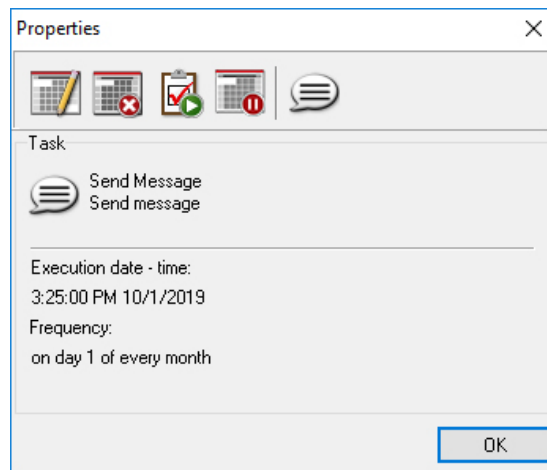 Properties
Task
Send Message
Send message
Execution date - time:
3:25:00 PM 10/1/2019
Frequency:
on day 1 of every month
OK